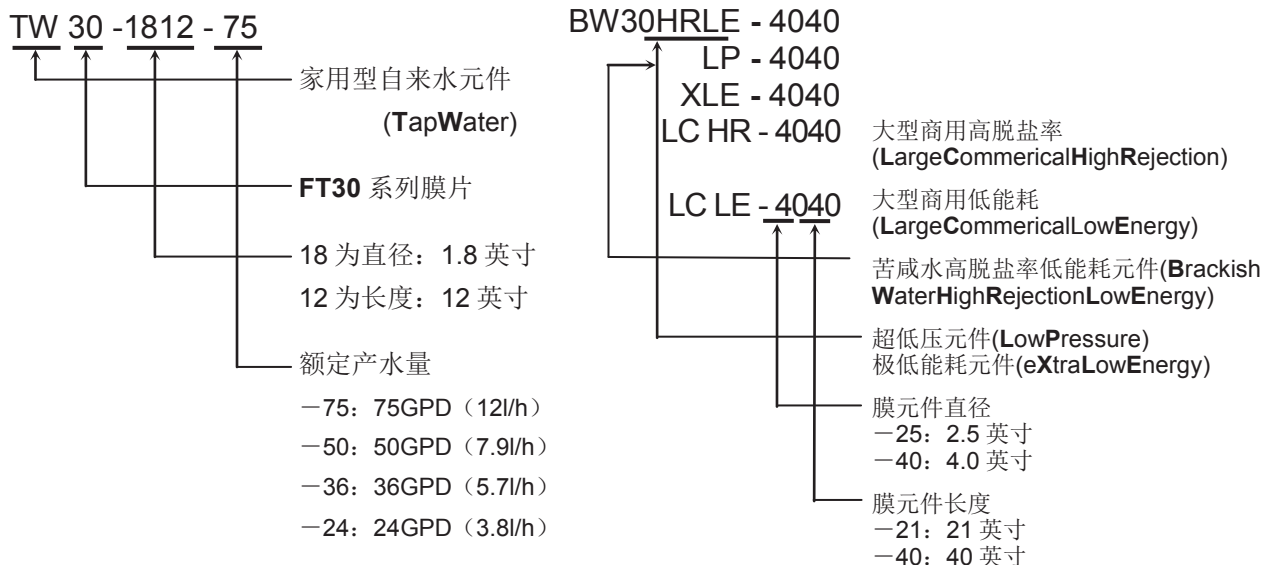 TW 30 -1812 - 75
家用型自来水元件
(TapWater)
FT30 系列膜片
18 为直径：1.8 英寸
12 为长度：12 英寸
额定产水量
－75：75GPD（12l/h）
－50：50GPD（7.9l/h）
－36：36GPD（5.7l/h）
－24：24GPD（3.8l/h）
BW30HRLE - 4040
LP - 4040
XLE - 4040
LC HR - 4040
大型商用高脱盐率
(LargeCommericalHighRejection)
LC LE - 4040
大型商用低能耗
(LargeCommericalLowEnergy)
苦咸水高脱盐率低能耗元件(Brackish
WaterHighRejectionLowEnergy)
超低压元件(LowPressure)
极低能耗元件(eXtraLowEnergy)
膜元件直径
－25：2.5 英寸
－40：4.0 英寸
膜元件长度
－21：21 英寸
－40：40 英寸